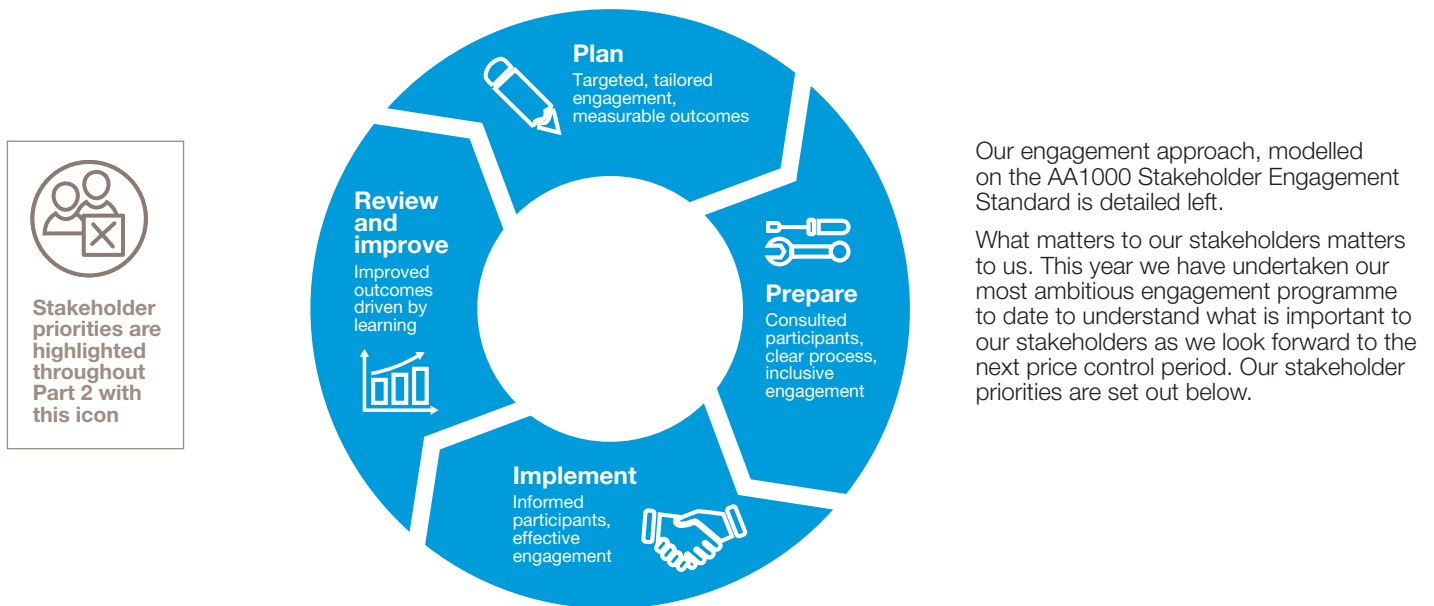 Stakeholder
priorities are
highlighted
throughout
Part 2 with
this icon
Plan
Targeted, tailored
engagement,
measurable outcomes
Prepare
Consulted
participants,
clear process,
inclusive
engagement
Implement
Informed
participants,
effective
engagement
Review
and
improve
Improved
outcomes
driven by
learning
Our engagement approach, modelled
on the AA1000 Stakeholder Engagement
Standard is detailed left.
What matters to our stakeholders matters
to us. This year we have undertaken our
most ambitious engagement programme
to date to understand what is important to
our stakeholders as we look forward to the
next price control period. Our stakeholder
priorities are set out below.